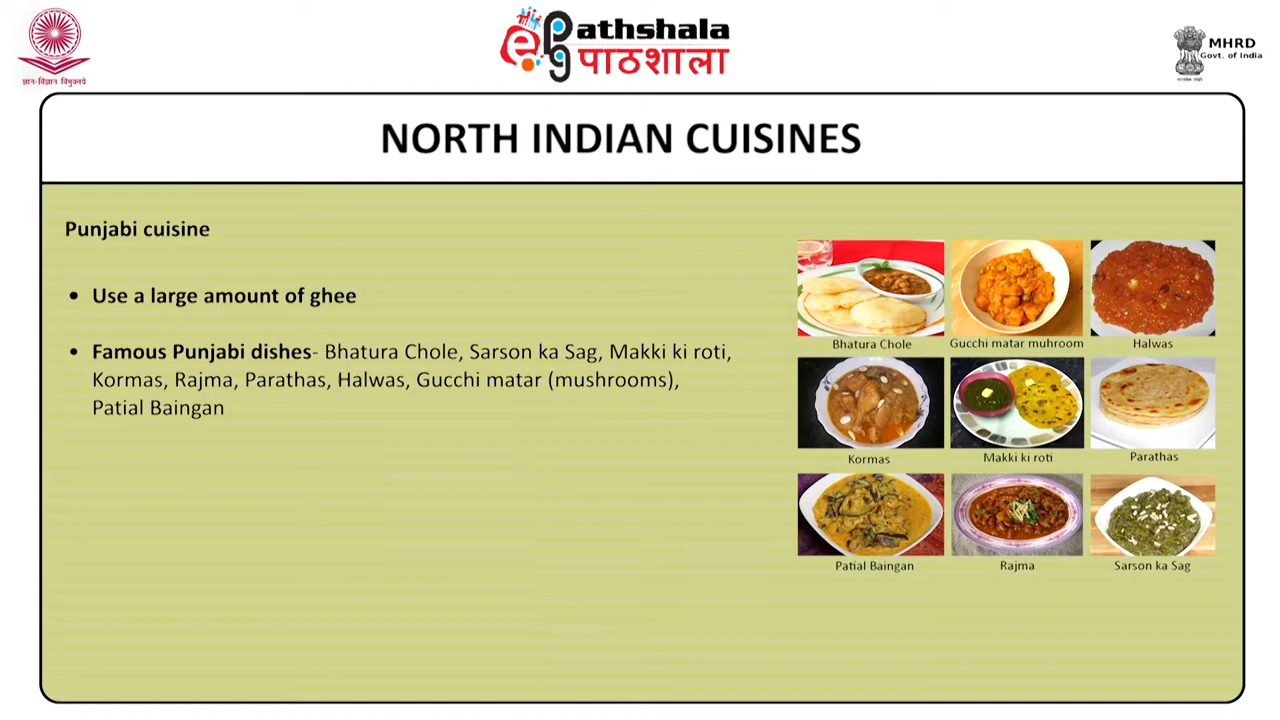 ज्ञान-विज्ञान विमुक्तये
ePathshala
पाठशाला
MHRD
Govt. of India
NORTH INDIAN CUISINES
Punjabi cuisine
• Use a large amount of ghee
• Famous Punjabi dishes- Bhatura Chole, Sarson ka Sag, Makki ki roti,
Kormas, Rajma, Parathas, Halwas, Gucchi matar (mushrooms),
Patial Baingan
Bhatura Chole
Gucchi matar muhroom
Halwas
Kormas
Makki ki roti
Parathas
Patial Baingan
Rajma
Sarson ka Sag